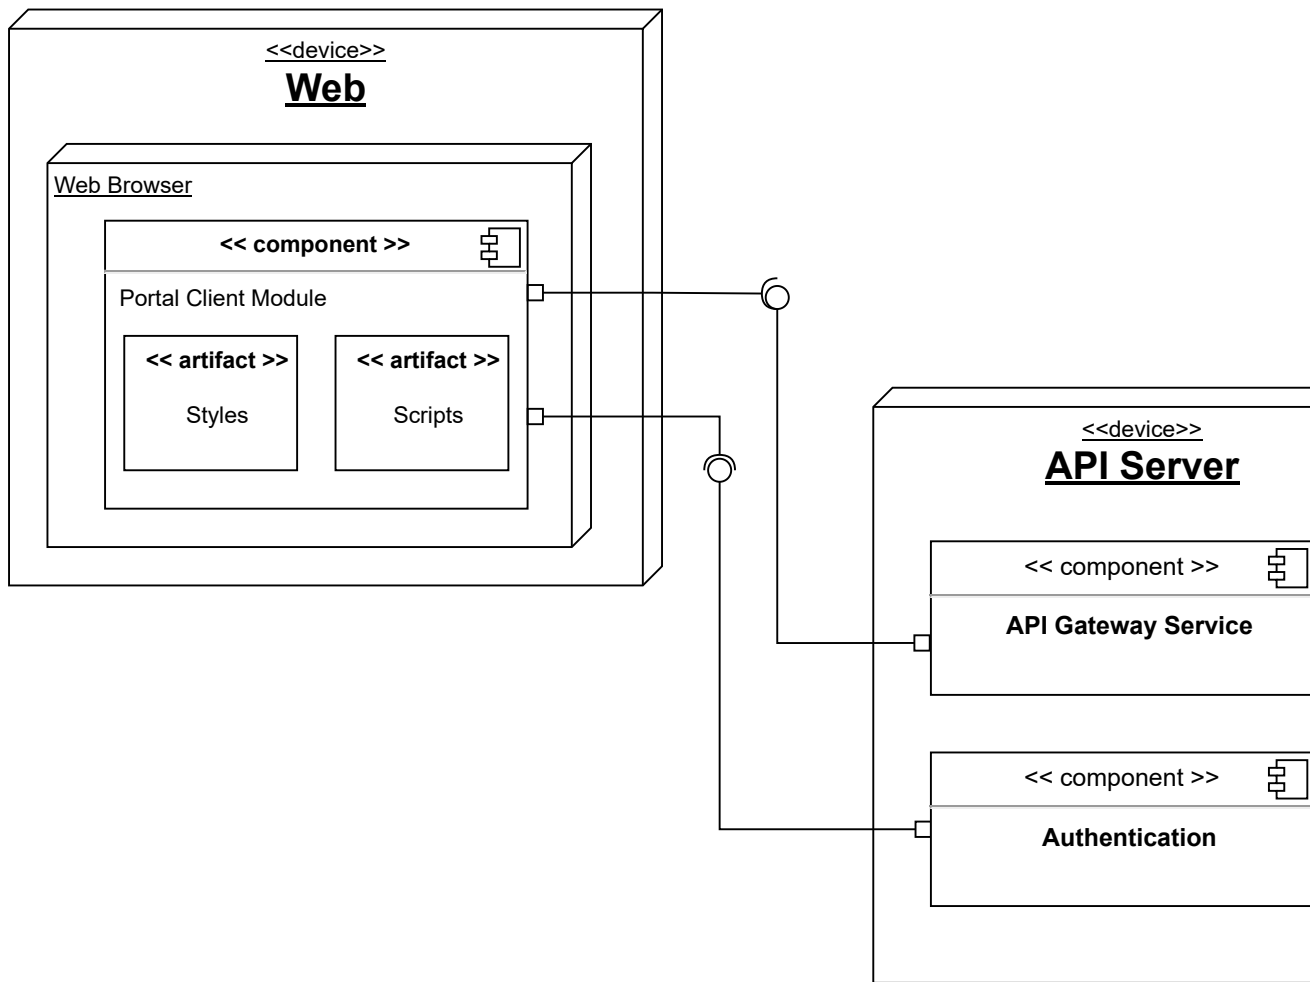 <<device>>
Web
Web Browser
<< component >>
Portal Client Module
<< artifact >>
Styles
<< artifact >>
Scripts
<<device>>
API Server
<< component >>
API Gateway Service
<< component >>
Authentication